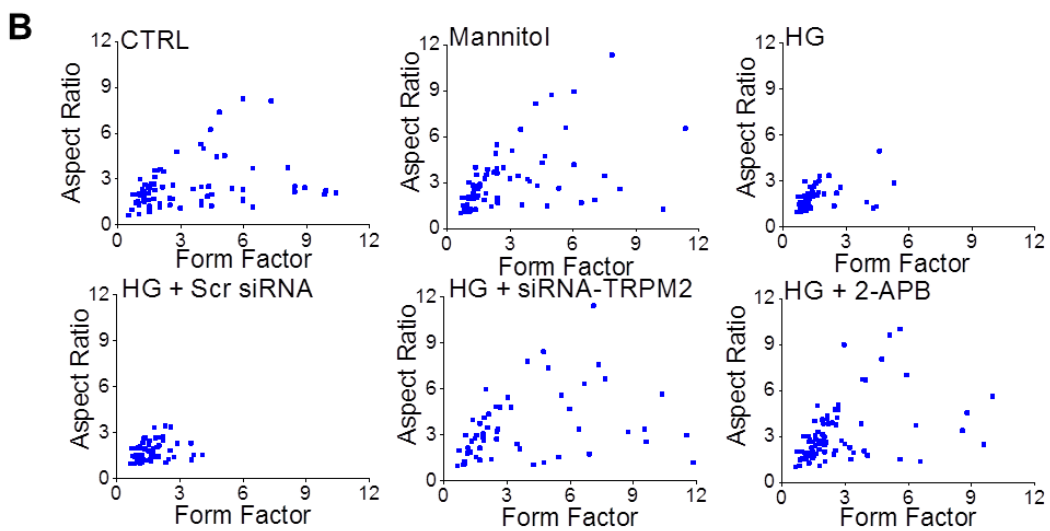 B
CTRL
Aspect Ratio
12
9
6
3
0
0 3 6 9 12
Form Factor
Mannitol
Aspect Ratio
12
9
6
3
0
0 3 6 9 12
Form Factor
HG
Aspect Ratio
12
9
6
3
0
0 3 6 9 12
Form Factor
HG + Scr siRNA
Aspect Ratio
12
9
6
3
0
0 3 6 9 12
Form Factor
HG + siRNA-TRPM2
Aspect Ratio
12
9
6
3
0
0 3 6 9 12
Form Factor
HG + 2-APB
Aspect Ratio
12
9
6
3
0
0 3 6 9 12
Form Factor